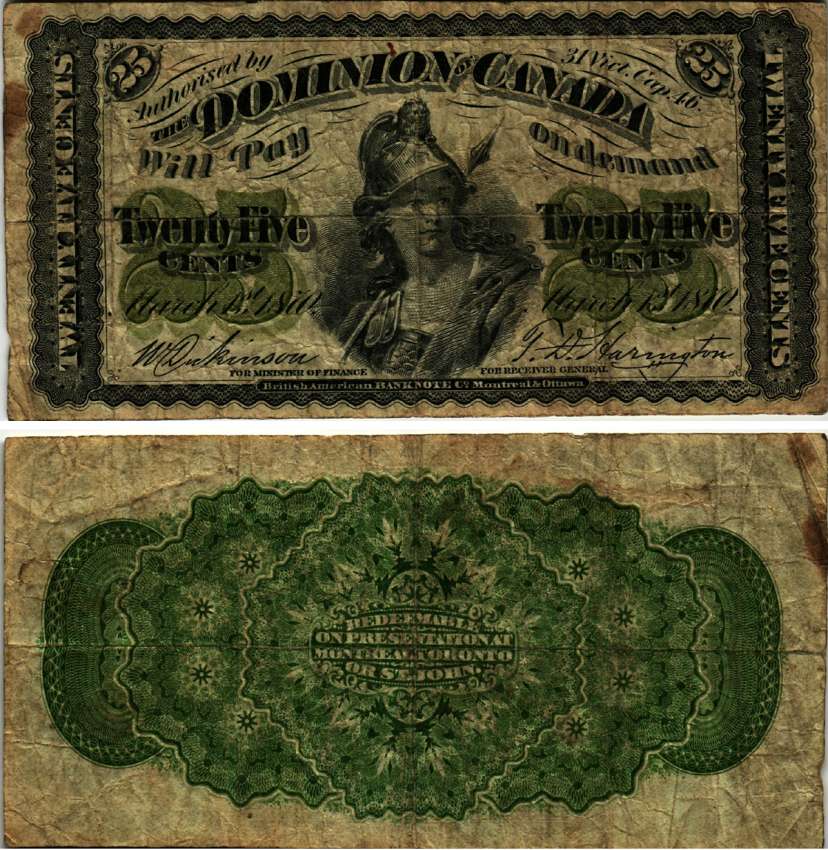 25
25
Authorised by
31 Vict. Cap. 46.
THE DOMINION OF CANADA
Will Pay
on demand
TWENTY FIVE CENTS
TWENTY FIVE CENTS
25
25
Twenty Five
CENTS
Twenty Five
CENTS
March 1st 1870.
March 1st 1870.
W Dickinson
T. D. Harington
FOR MINISTER OF FINANCE
FOR RECEIVER GENERAL
British American BANK NOTE Co. Montreal & Ottawa
REDEEMABLE
ON PRESENTATION AT
MONTREAL TORONTO
OR ST. JOHN